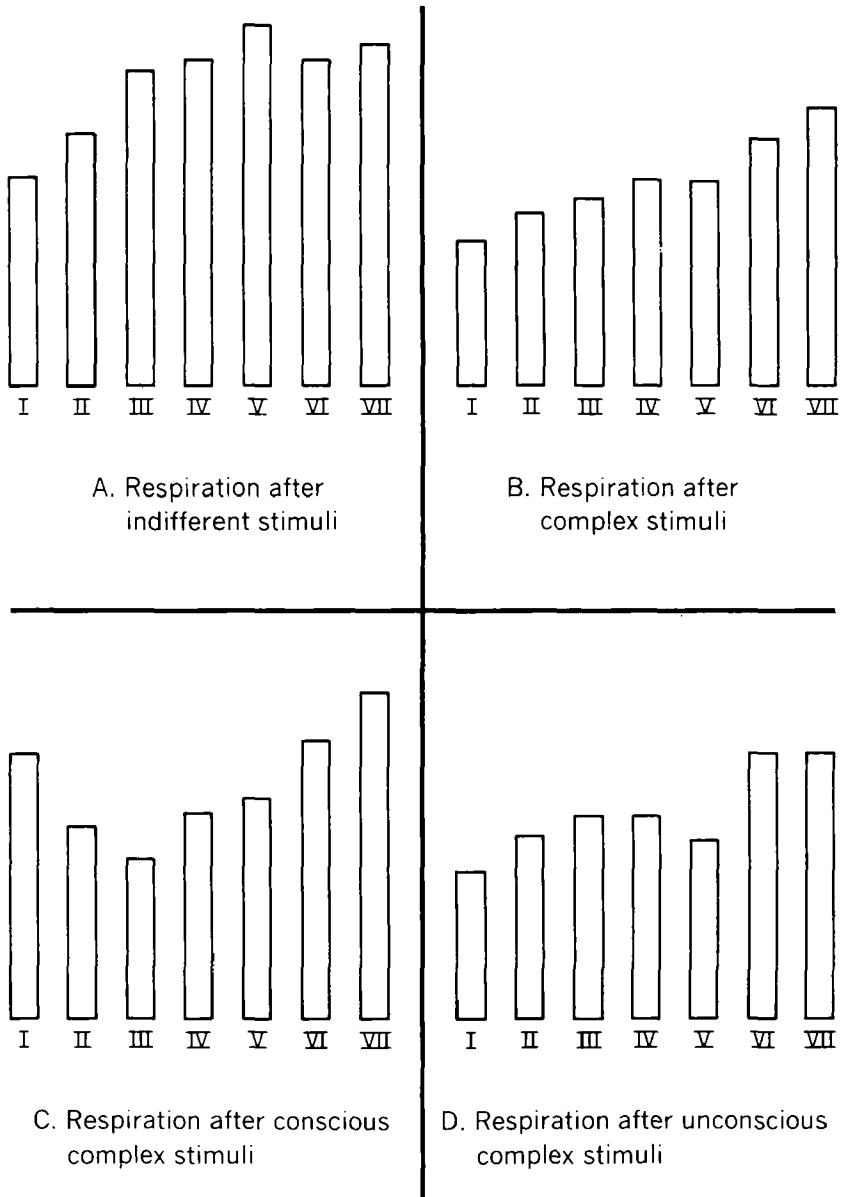 I II III IV V VI VII
A. Respiration after
indifferent stimuli
I II III IV V VI VII
B. Respiration after
complex stimuli
I II III IV V VI VII
C. Respiration after conscious
complex stimuli
I II III IV V VI VII
D. Respiration after unconscious
complex stimuli